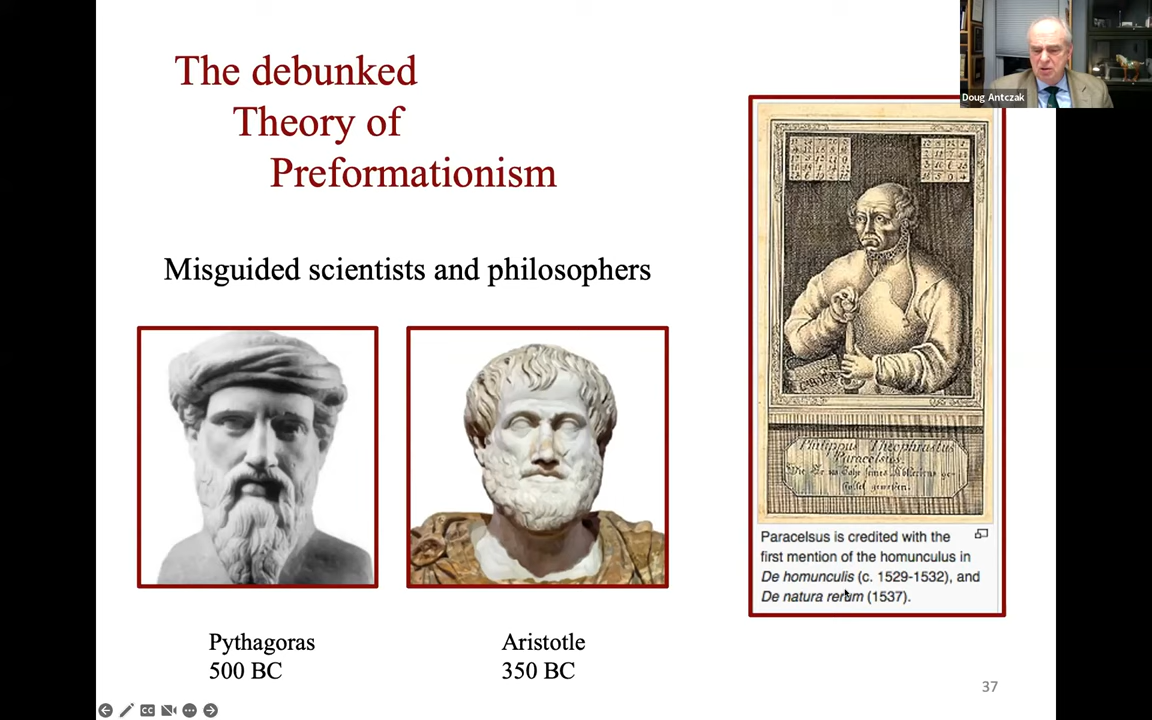 The debunked
Theory of
Preformationism
Doug Antczak
Misguided scientists and philosophers
Philippus Theophrastus
Paracelsus.
Paracelsus is credited with the
first mention of the homunculus in
De homunculis (c. 1529-1532), and
De natura rerum (1537).
Pythagoras
500 BC
Aristotle
350 BC
37
CC